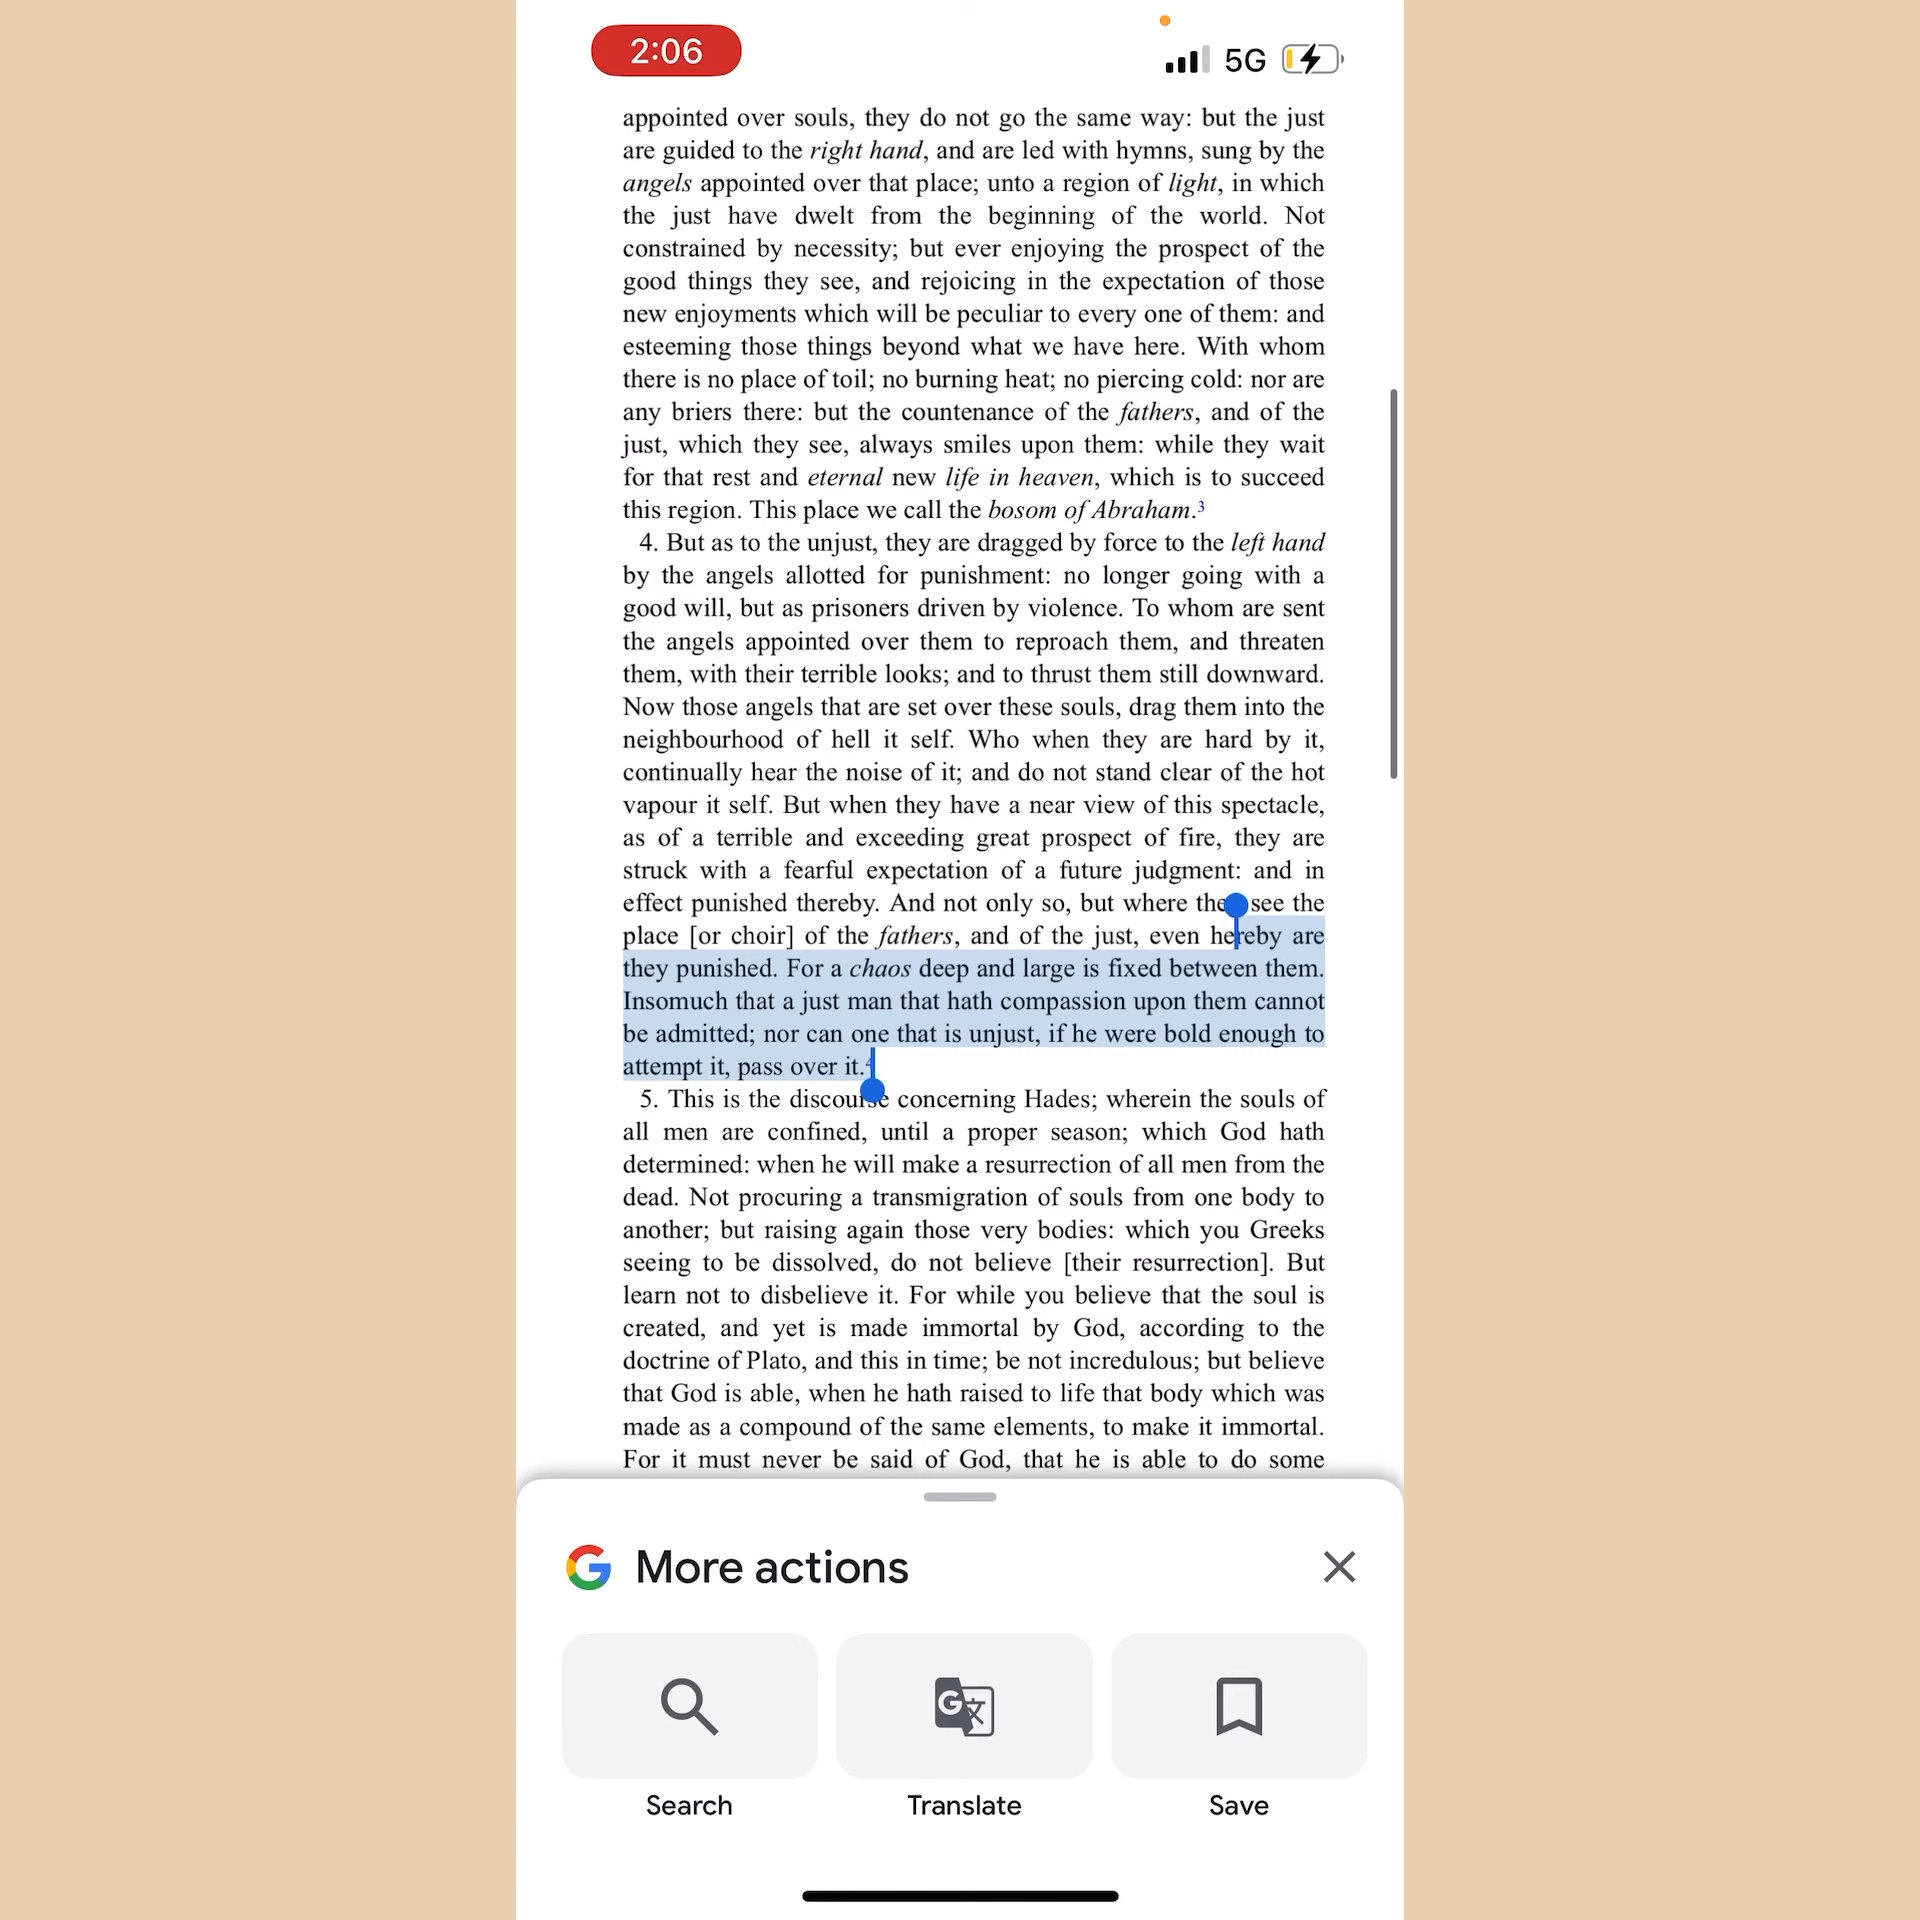 2:06
5G
appointed over souls, they do not go the same way: but the just
are guided to the right hand, and are led with hymns, sung by the
angels appointed over that place; unto a region of light, in which
the just have dwelt from the beginning of the world. Not
constrained by necessity; but ever enjoying the prospect of the
good things they see, and rejoicing in the expectation of those
new enjoyments which will be peculiar to every one of them: and
esteeming those things beyond what we have here. With whom
there is no place of toil; no burning heat; no piercing cold: nor are
any briers there: but the countenance of the fathers, and of the
just, which they see, always smiles upon them: while they wait
for that rest and eternal new life in heaven, which is to succeed
this region. This place we call the bosom of Abraham.3
4. But as to the unjust, they are dragged by force to the left hand
by the angels allotted for punishment: no longer going with a
good will, but as prisoners driven by violence. To whom are sent
the angels appointed over them to reproach them, and threaten
them, with their terrible looks; and to thrust them still downward.
Now those angels that are set over these souls, drag them into the
neighbourhood of hell it self. Who when they are hard by it,
continually hear the noise of it; and do not stand clear of the hot
vapour it self. But when they have a near view of this spectacle,
as of a terrible and exceeding great prospect of fire, they are
struck with a fearful expectation of a future judgment: and in
effect punished thereby. And not only so, but where they see the
place [or choir] of the fathers, and of the just, even hereby are
they punished. For a chaos deep and large is fixed between them.
Insomuch that a just man that hath compassion upon them cannot
be admitted; nor can one that is unjust, if he were bold enough to
attempt it, pass over it.4
5. This is the discourse concerning Hades; wherein the souls of
all men are confined, until a proper season; which God hath
determined: when he will make a resurrection of all men from the
dead. Not procuring a transmigration of souls from one body to
another; but raising again those very bodies: which you Greeks
seeing to be dissolved, do not believe [their resurrection]. But
learn not to disbelieve it. For while you believe that the soul is
created, and yet is made immortal by God, according to the
doctrine of Plato, and this in time; be not incredulous; but believe
that God is able, when he hath raised to life that body which was
made as a compound of the same elements, to make it immortal.
For it must never be said of God, that he is able to do some
More actions
Search
Translate
Save